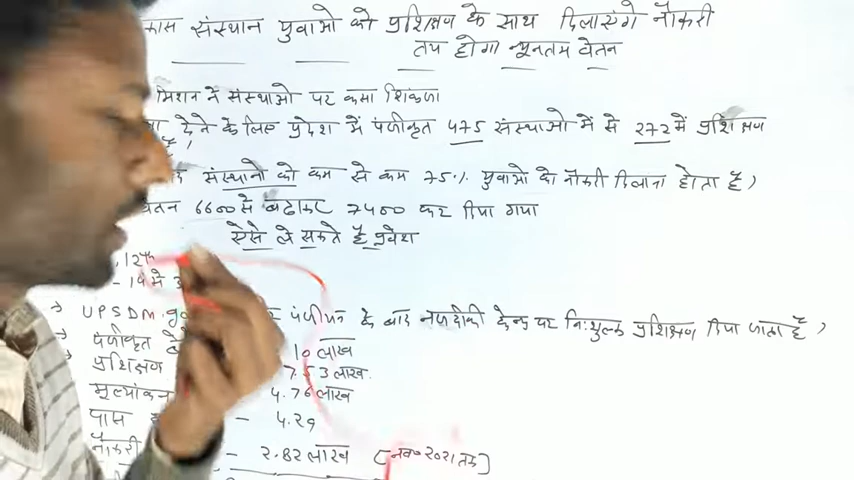 संस्थान युवाओ को प्रशिक्षण के साथ दिलाएंगे नौकरी
तय होगा न्यूनतम वेतन
मिशन ने संस्थाओ पर कसा शिकंजा
देने के लिए प्रदेश में पंजीकृत 475 संस्थाओ में से 272 में प्रशिक्षण
संस्थानो को कम से कम 75% युवाओ को नौकरी दिलाना होता है,
वेतन 6600 से बढाकर 7400 कर दिया गया
ऐसे ले सकते है प्रवेश
12th
→ UPSDM. पंजीयन के बाद नजदीकी केन्द्र पर निःशुल्क प्रशिक्षण दिया जाता है,
→ पंजीकृत 10 लाख
प्रशिक्षण 7.53 लाख.
मूल्यांकन 4.76 लाख
पास - 4.29
नौकरी - 2.82 लाख [नव० 2021 तक]